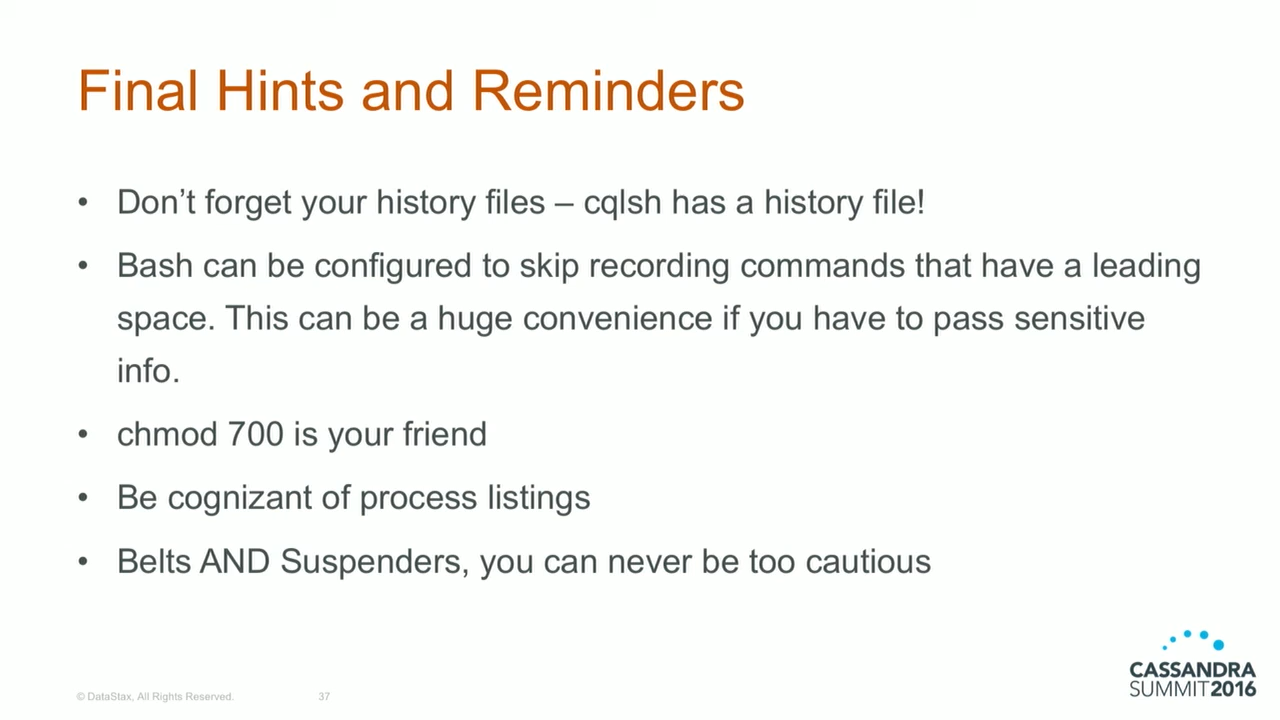 Final Hints and Reminders
• Don’t forget your history files – cqlsh has a history file!
• Bash can be configured to skip recording commands that have a leading
space. This can be a huge convenience if you have to pass sensitive
info.
• chmod 700 is your friend
• Be cognizant of process listings
• Belts AND Suspenders, you can never be too cautious
© DataStax, All Rights Reserved.
37
CASSANDRA
SUMMIT2016